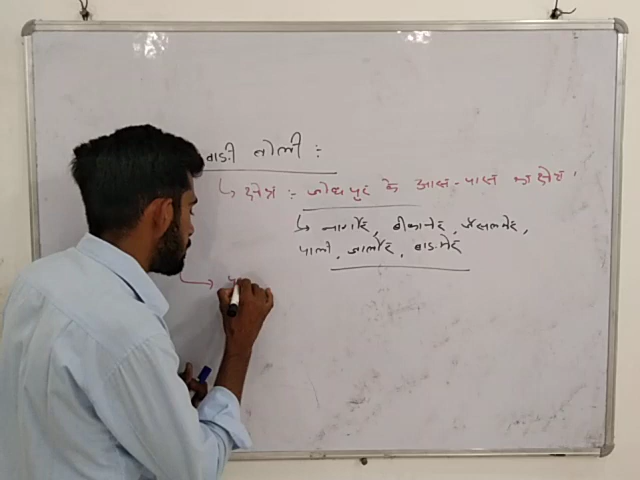 वाड़ी बोली :
↳ क्षेत्र : जोधपुर के आस-पास का क्षेत्र।
↳ नागौर, बीकानेर, जैसलमेर,
पाली, जालौर, बाड़मेर